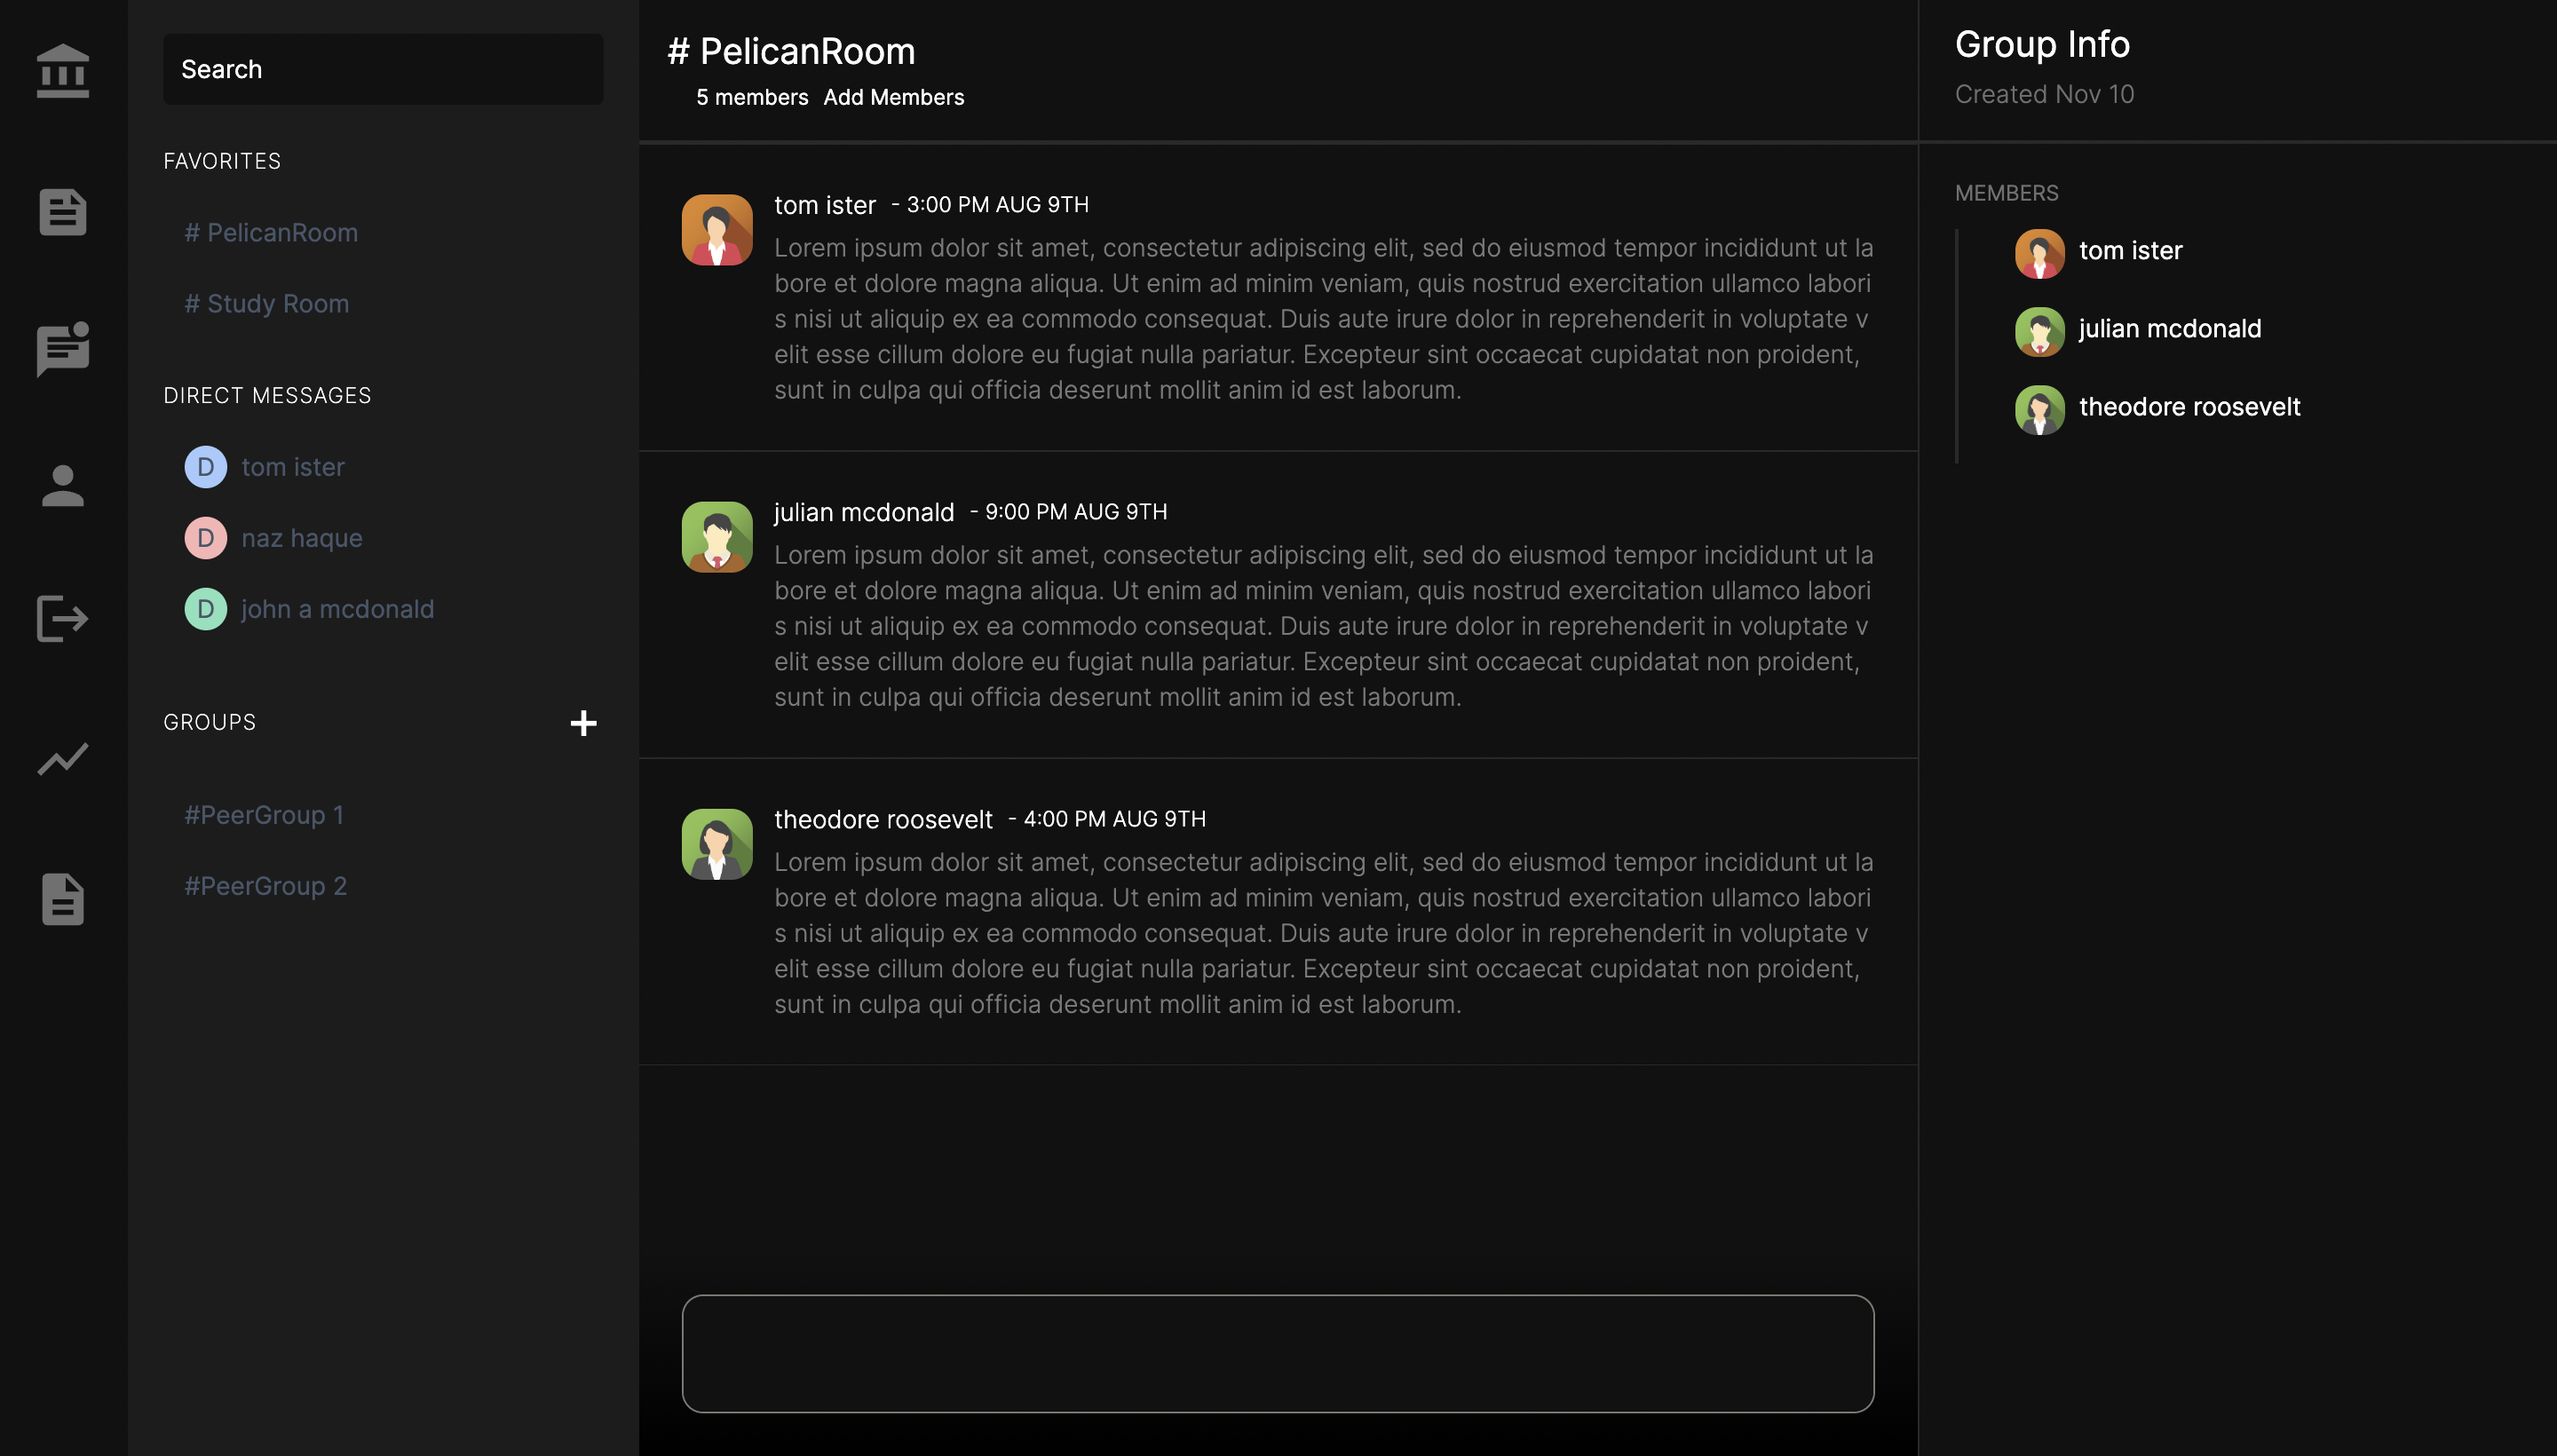 Search
FAVORITES
# PelicanRoom
# Study Room
DIRECT MESSAGES
D tom ister
D naz haque
D john a mcdonald
GROUPS
#PeerGroup 1
#PeerGroup 2
# PelicanRoom
5 members Add Members
tom ister - 3:00 PM AUG 9TH
Lorem ipsum dolor sit amet, consectetur adipiscing elit, sed do eiusmod tempor incididunt ut la
bore et dolore magna aliqua. Ut enim ad minim veniam, quis nostrud exercitation ullamco labori
s nisi ut aliquip ex ea commodo consequat. Duis aute irure dolor in reprehenderit in voluptate v
elit esse cillum dolore eu fugiat nulla pariatur. Excepteur sint occaecat cupidatat non proident,
sunt in culpa qui officia deserunt mollit anim id est laborum.
julian mcdonald - 9:00 PM AUG 9TH
Lorem ipsum dolor sit amet, consectetur adipiscing elit, sed do eiusmod tempor incididunt ut la
bore et dolore magna aliqua. Ut enim ad minim veniam, quis nostrud exercitation ullamco labori
s nisi ut aliquip ex ea commodo consequat. Duis aute irure dolor in reprehenderit in voluptate v
elit esse cillum dolore eu fugiat nulla pariatur. Excepteur sint occaecat cupidatat non proident,
sunt in culpa qui officia deserunt mollit anim id est laborum.
theodore roosevelt - 4:00 PM AUG 9TH
Lorem ipsum dolor sit amet, consectetur adipiscing elit, sed do eiusmod tempor incididunt ut la
bore et dolore magna aliqua. Ut enim ad minim veniam, quis nostrud exercitation ullamco labori
s nisi ut aliquip ex ea commodo consequat. Duis aute irure dolor in reprehenderit in voluptate v
elit esse cillum dolore eu fugiat nulla pariatur. Excepteur sint occaecat cupidatat non proident,
sunt in culpa qui officia deserunt mollit anim id est laborum.
Group Info
Created Nov 10
MEMBERS
tom ister
julian mcdonald
theodore roosevelt